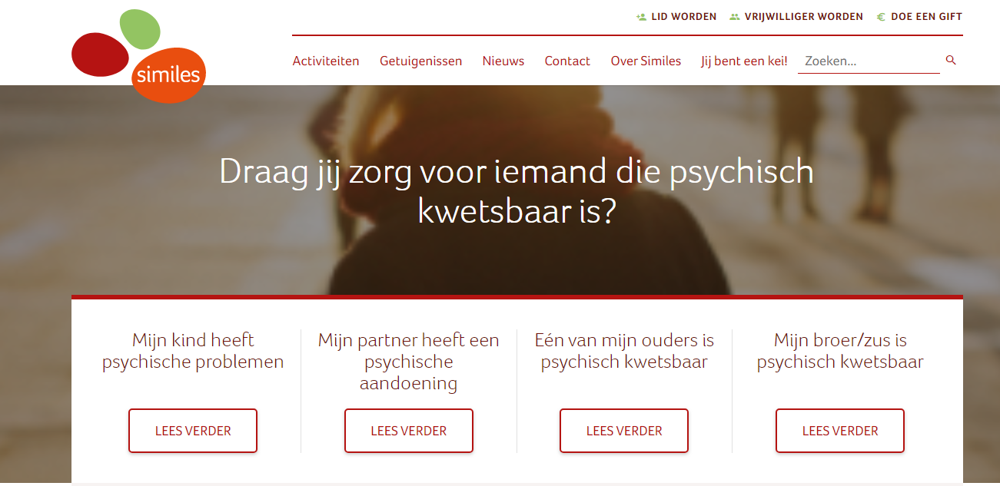 LID WORDEN VRIJWILLIGER WORDEN DOE EEN GIFT
similes
Activiteiten Getuigenissen Nieuws Contact Over Similes Jij bent een kei! Zoeken...
Draag jij zorg voor iemand die psychisch
kwetsbaar is?
Mijn kind heeft
psychische problemen
LEES VERDER
Mijn partner heeft een
psychische
aandoening
LEES VERDER
Eén van mijn ouders is
psychisch kwetsbaar
LEES VERDER
Mijn broer/zus is
psychisch kwetsbaar
LEES VERDER